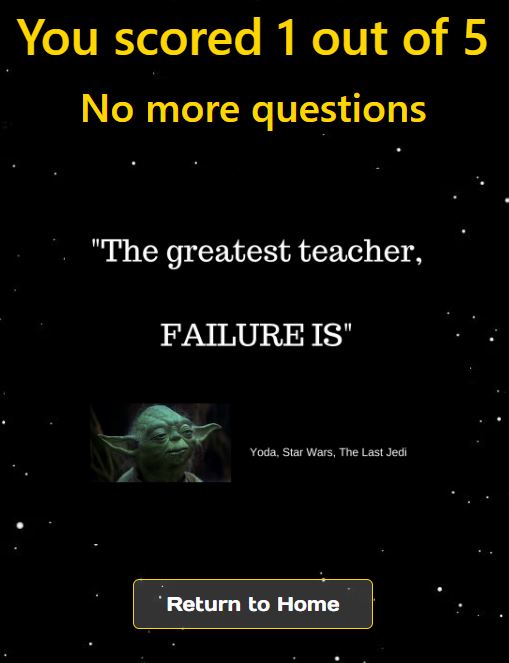 You scored 1 out of 5
No more questions
"The greatest teacher,
FAILURE IS"
Yoda, Star Wars, The Last Jedi
Return to Home